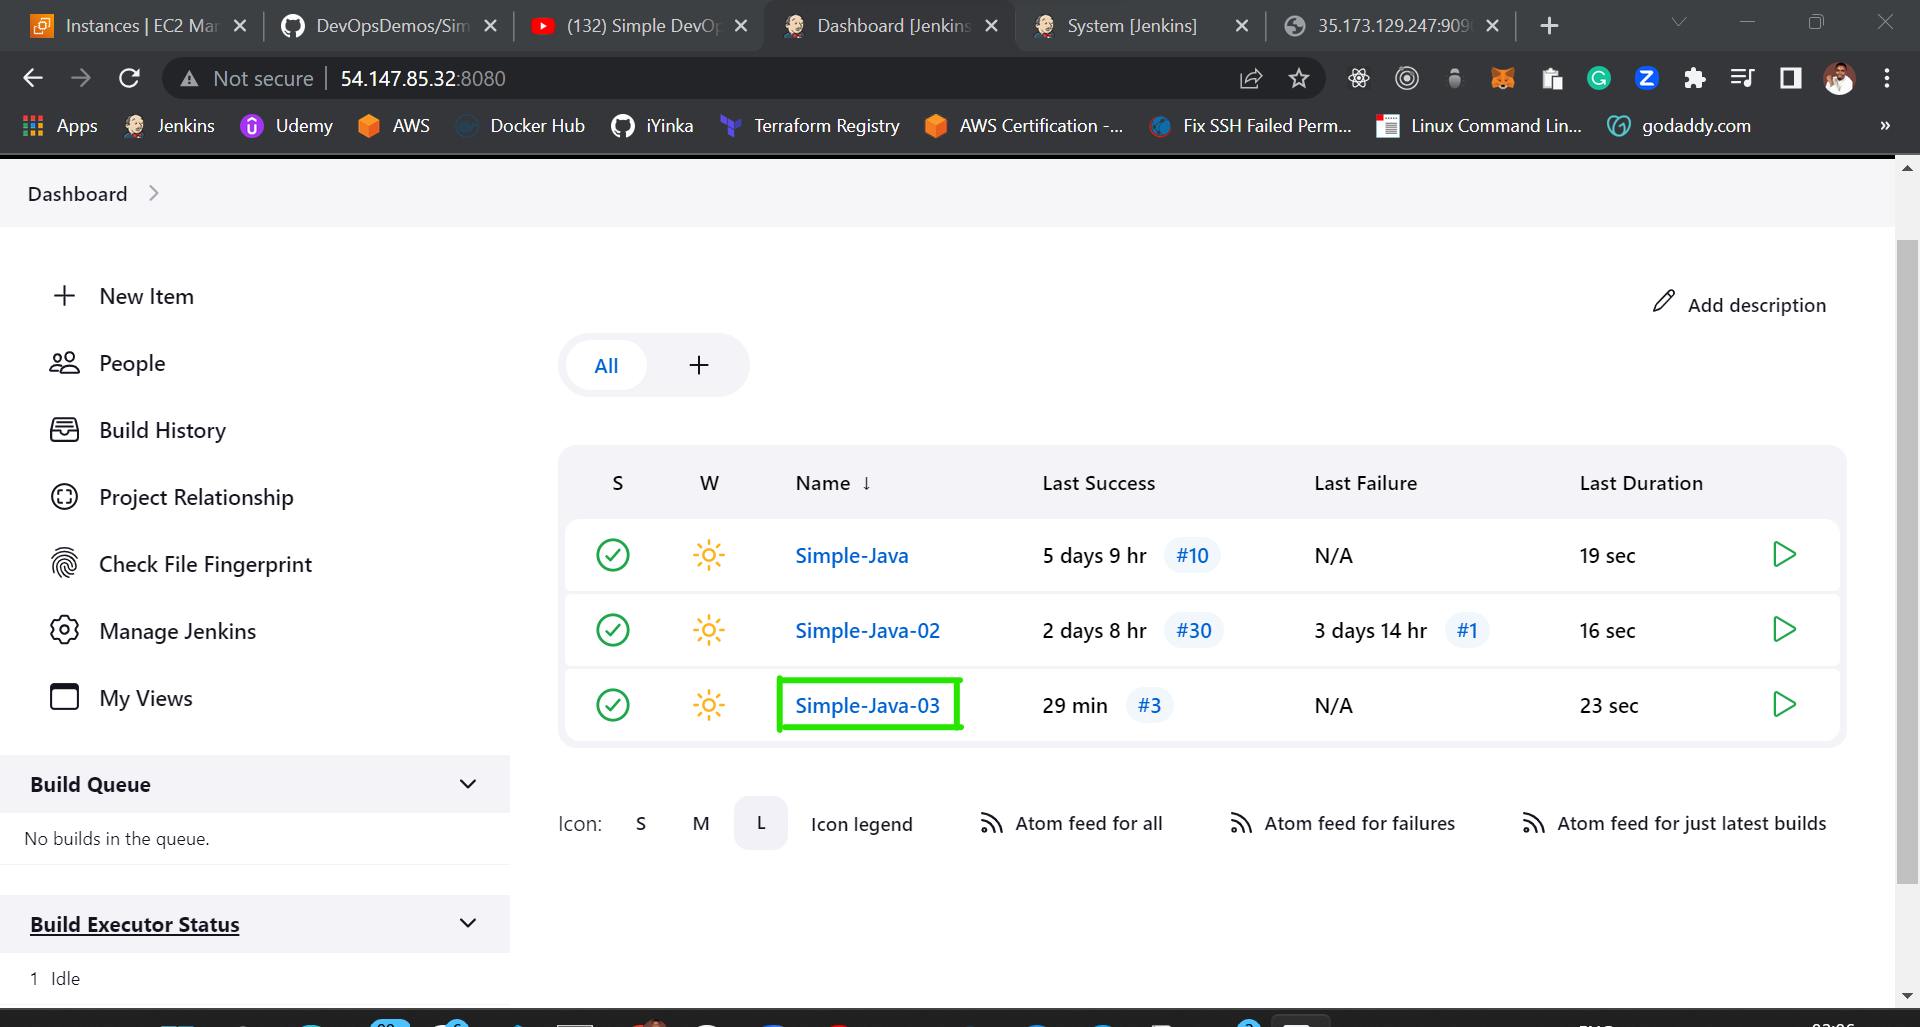 Instances | EC2 Mar
DevOpsDemos/Sim
(132) Simple DevOp
Dashboard [Jenkins
System [Jenkins]
35.173.129.247:909
Not secure
54.147.85.32:8080
Apps
Jenkins
Udemy
AWS
Docker Hub
iYinka
Terraform Registry
AWS Certification -...
Fix SSH Failed Perm...
Linux Command Lin...
godaddy.com
»
Dashboard
New Item
Add description
People
All +
Build History
S W Name ↓ Last Success Last Failure Last Duration
Project Relationship
Simple-Java 5 days 9 hr #10 N/A 19 sec
Check File Fingerprint
Simple-Java-02 2 days 8 hr #30 3 days 14 hr #1 16 sec
Manage Jenkins
Simple-Java-03 29 min #3 N/A 23 sec
My Views
Build Queue
No builds in the queue.
Icon: S M L Icon legend
Atom feed for all
Atom feed for failures
Atom feed for just latest builds
Build Executor Status
1 Idle